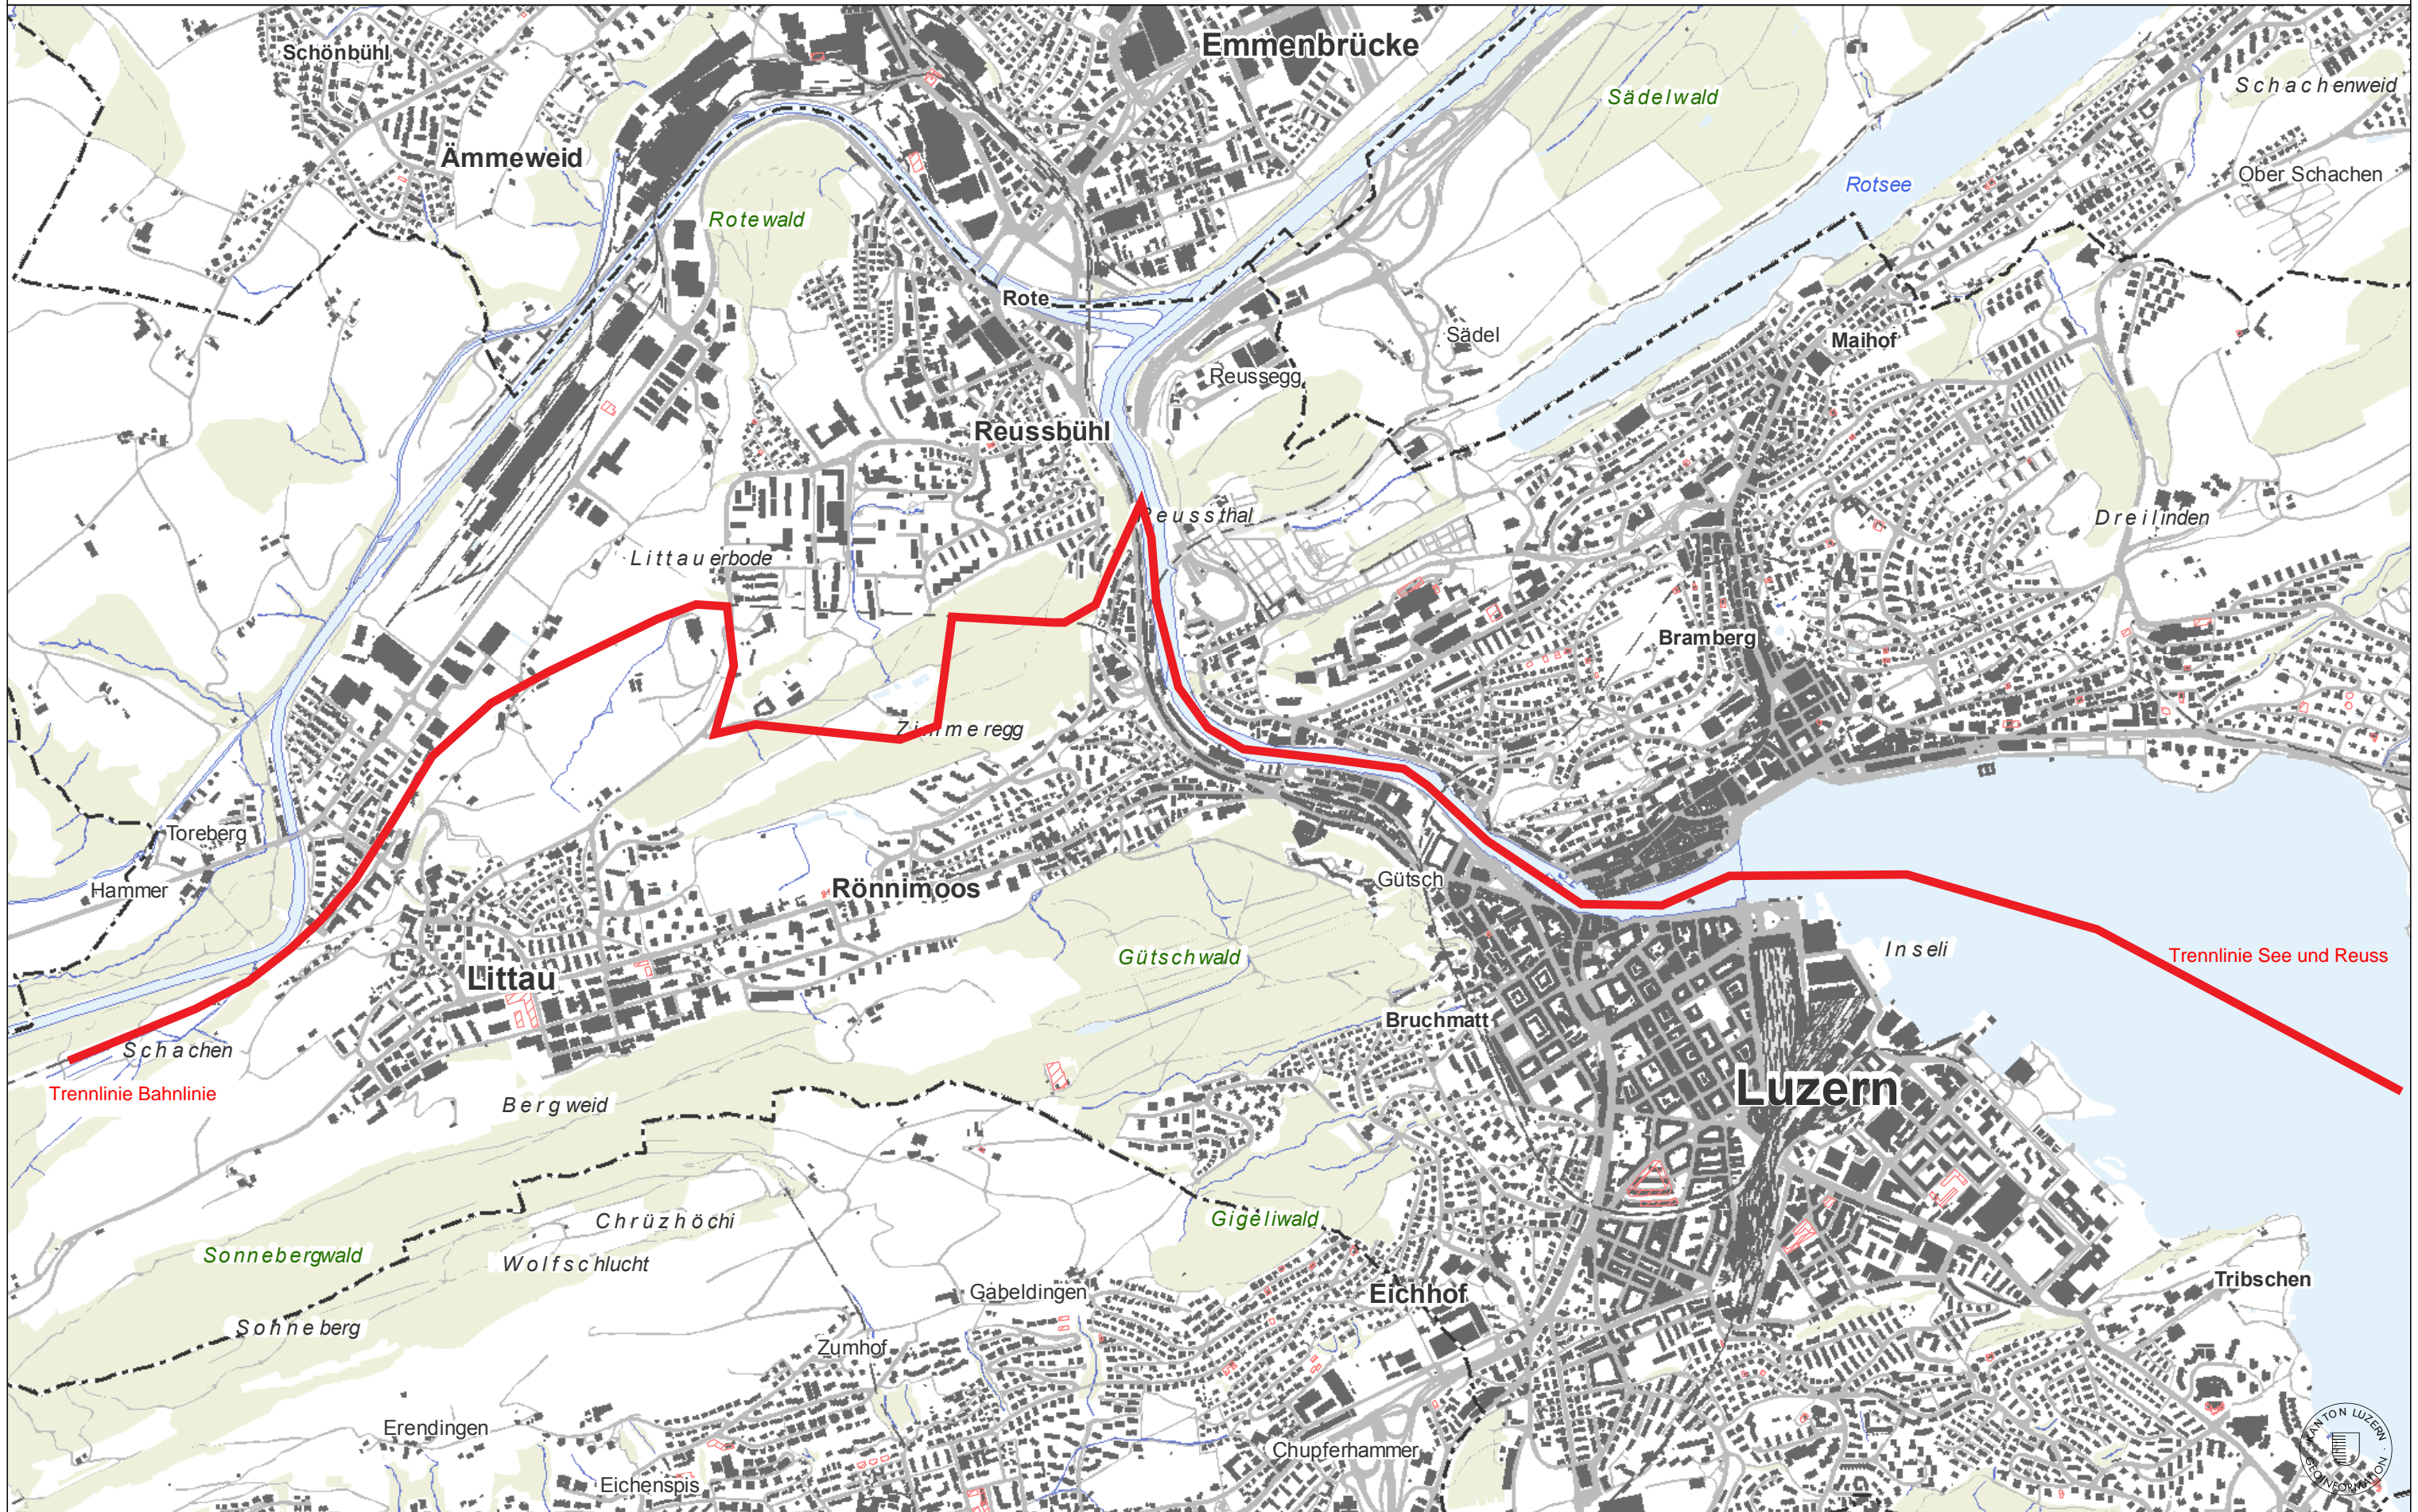 Schönbühl
Emmenbrücke
Schachenweid
Sädelwald
Ämmeweid
Ober Schachen
Rotsee
Rotewald
Rote
Sädel
Maihof
Reussegg
Reussbühl
Reussthal
Dreilinden
Littauerbode
Bramberg
Zimmeregg
Toreberg
Hammer
Rönnimoos
Gütsch
Inseli
Trennlinie See und Reuss
Gütschwald
Littau
Bruchmatt
Schachen
Luzern
Trennlinie Bahnlinie
Bergweid
Chrüzhöchi
Gigeliwald
Sonnebergwald
Wolfschlucht
Tribschen
Gabeldingen
Eichhof
Sonneberg
Zumhof
Erendingen
Chupferhammer
Eichenspis
KANTON LUZERN
GEOINFORMATION